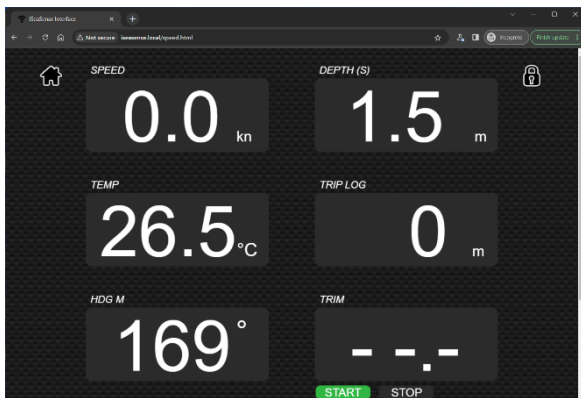 iSeaSense Interface
Not secure iseasense.local/speed.html
Incognito
Finish update
SPEED
0.0 kn
DEPTH (S)
1.5 m
TEMP
26.5 °C
TRIP LOG
0 m
HDG M
169°
TRIM
- -.-
START
STOP